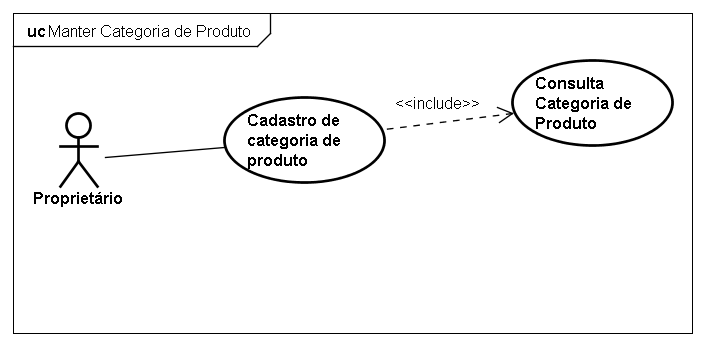 uc Manter Categoria de Produto
Proprietário
Cadastro de
categoria de
produto
<<include>>
Consulta
Categoria de
Produto